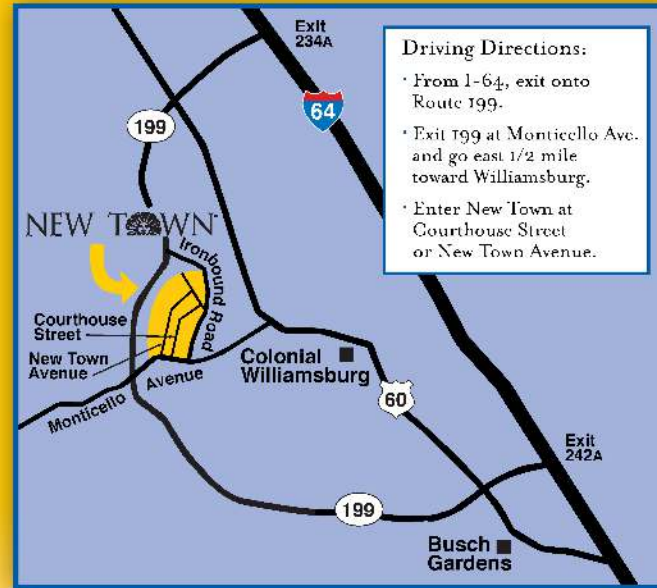 Exit
234A
64
199
Driving Directions:
· From I-64, exit onto
Route 199.
· Exit 199 at Monticello Ave.
and go east 1/2 mile
toward Williamsburg.
· Enter New Town at
Courthouse Street
or New Town Avenue.
NEW TOWN
Ironbound Road
Courthouse
Street
New Town
Avenue
Monticello Avenue
Colonial
Williamsburg
60
Exit
242A
199
Busch
Gardens